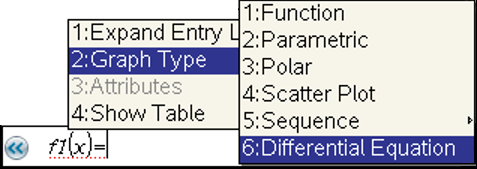 1:Expand Entry L
2:Graph Type
3:Attributes
4:Show Table
1:Function
2:Parametric
3:Polar
4:Scatter Plot
5:Sequence
6:Differential Equation
f1(x)=